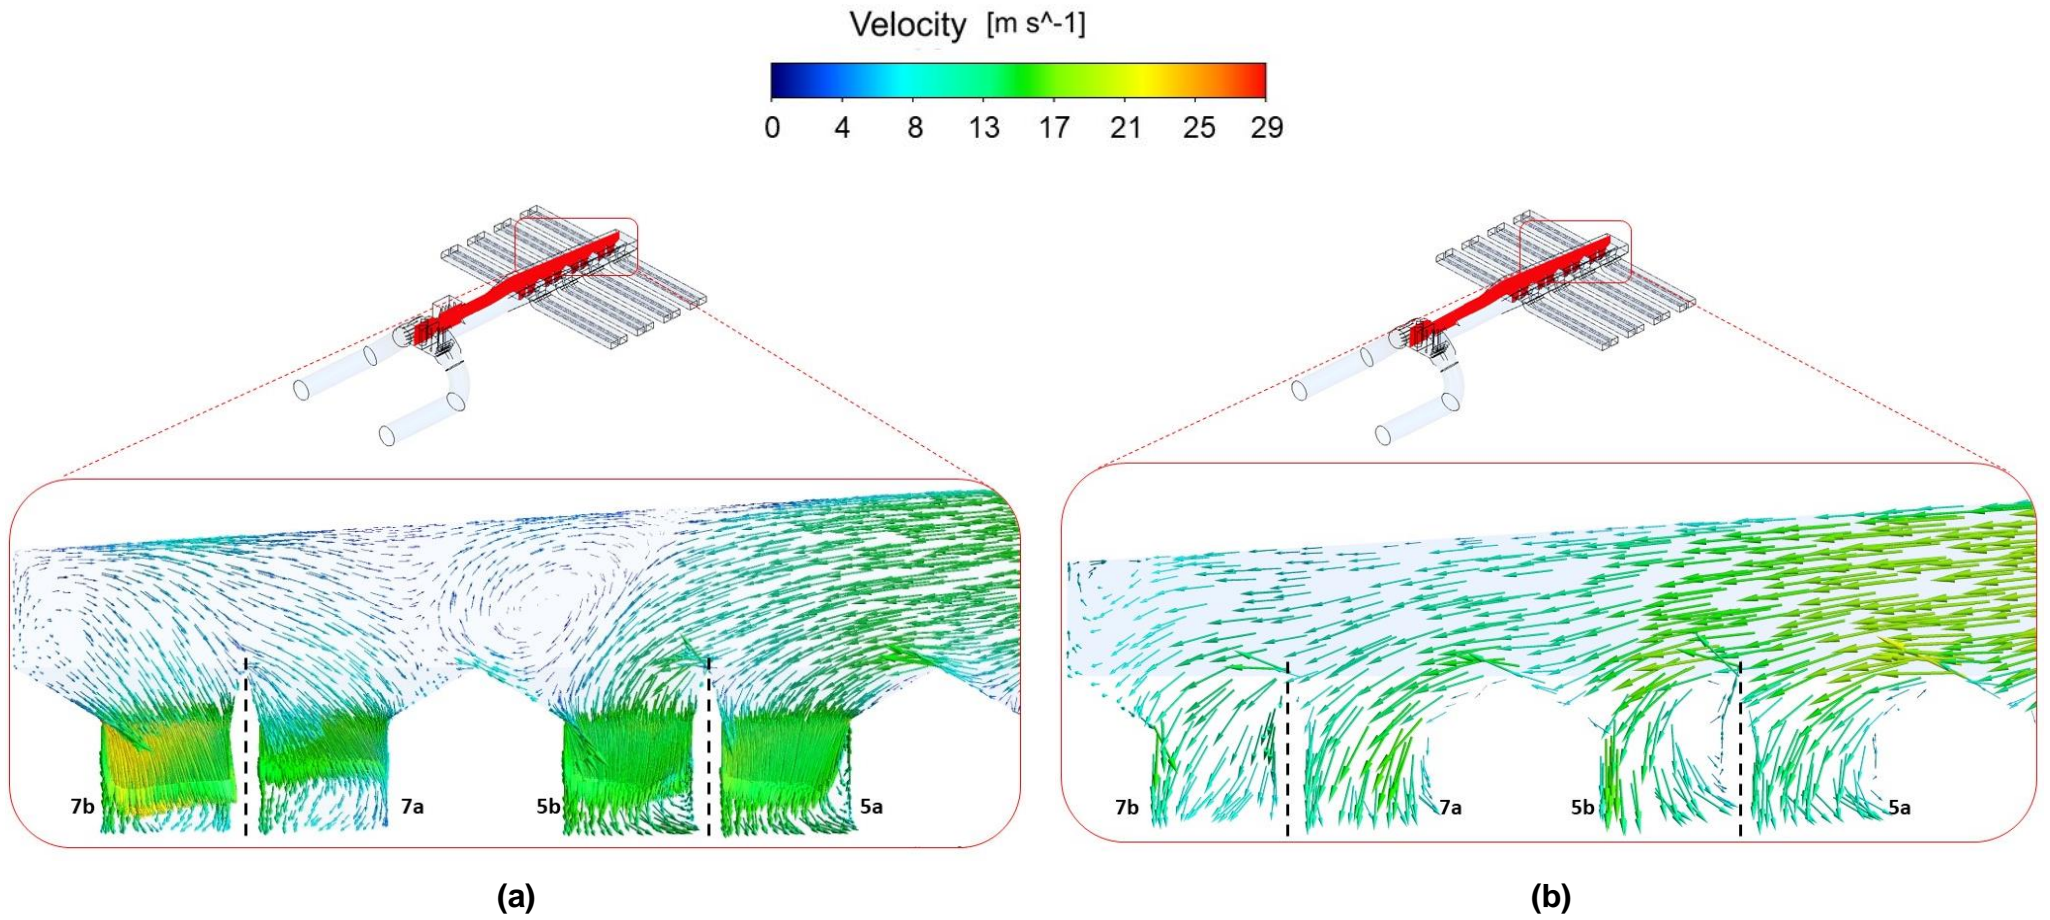 Velocity [m s^-1]
0 4 8 13 17 21 25 29
7b 7a 5b 5a
7b 7a 5b 5a
(a) (b)